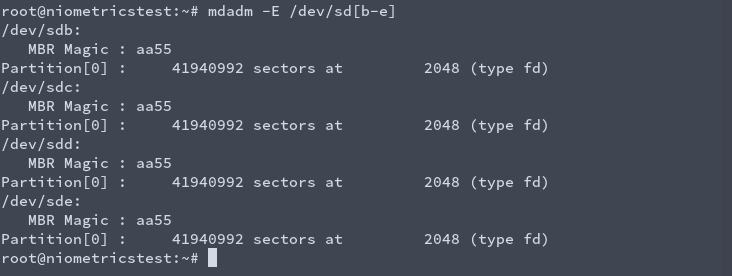 root@niometricstest:~# mdadm -E /dev/sd[b-e]
/dev/sdb:
   MBR Magic : aa55
Partition[0] :     41940992 sectors at         2048 (type fd)
/dev/sdc:
   MBR Magic : aa55
Partition[0] :     41940992 sectors at         2048 (type fd)
/dev/sdd:
   MBR Magic : aa55
Partition[0] :     41940992 sectors at         2048 (type fd)
/dev/sde:
   MBR Magic : aa55
Partition[0] :     41940992 sectors at         2048 (type fd)
root@niometricstest:~#